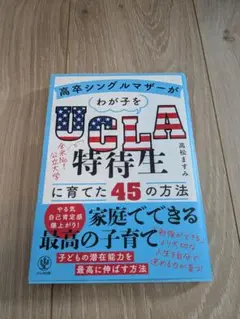 高卒シングルマザーが
わが子を
UCLA
全米No.1
公立大学
特待生
高松ますみ
に育てた45の方法
やる気
自己肯定感
爆上がり!
家庭でできる
最高の子育て
子どもの潜在能力を
最高に伸ばす方法